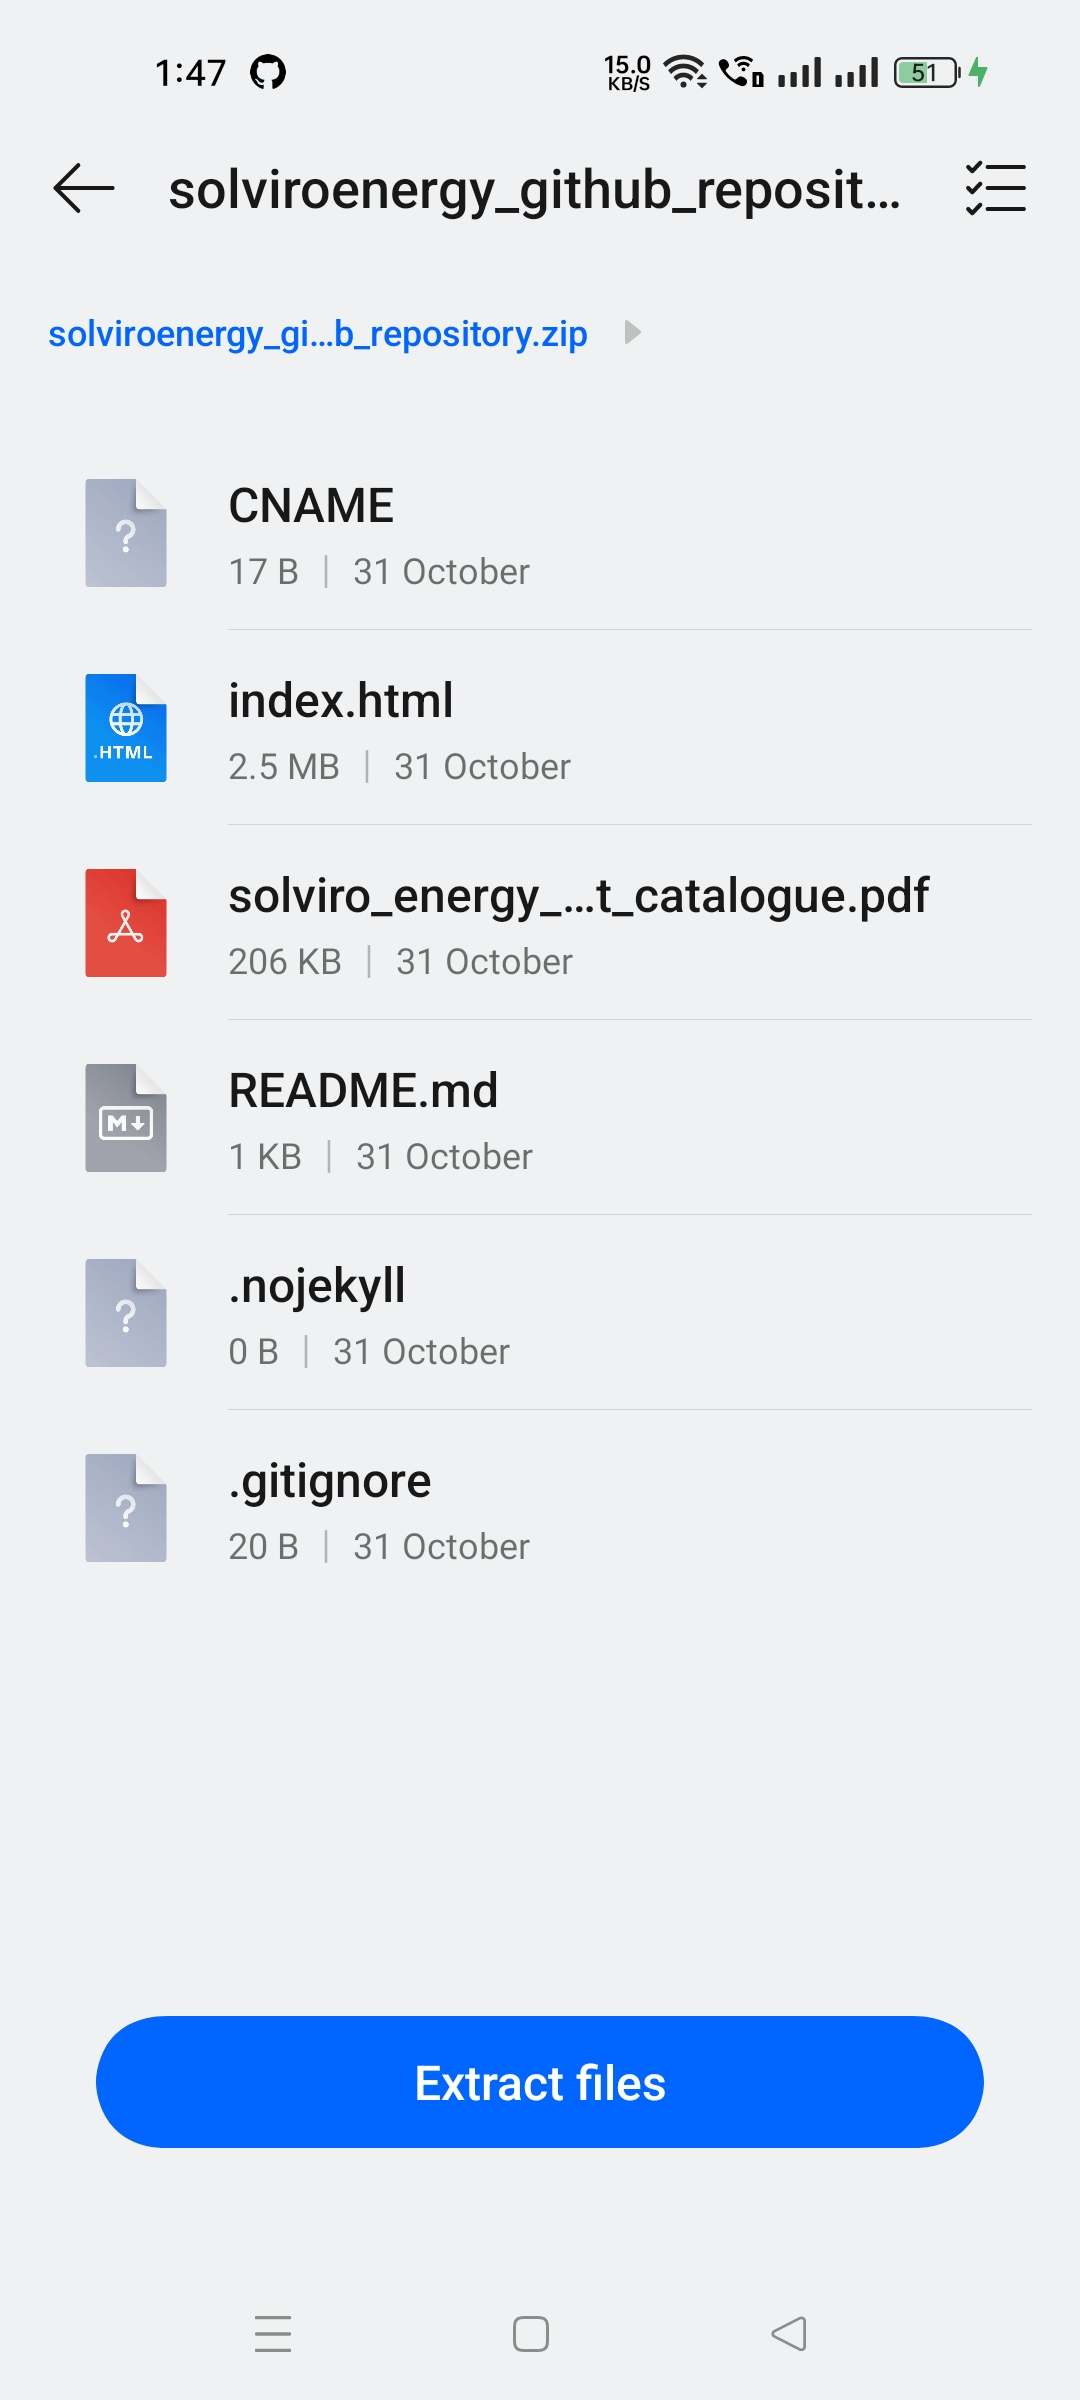 1:47 15.0 KB/S 51
solviroenergy_github_reposit...
solviroenergy_gi...b_repository.zip
CNAME
17 B | 31 October
.HTML
index.html
2.5 MB | 31 October
solviro_energy_...t_catalogue.pdf
206 KB | 31 October
M
README.md
1 KB | 31 October
.nojekyll
0 B | 31 October
.gitignore
20 B | 31 October
Extract files